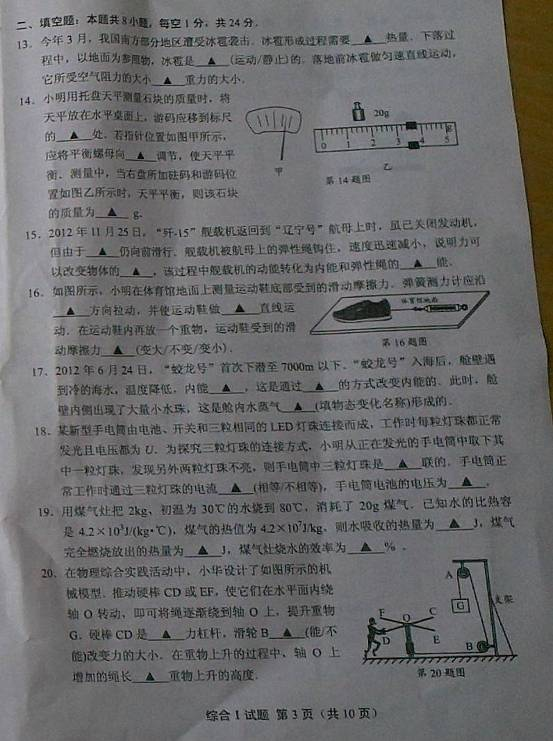 二、填空题：本题共8小题，每空1分，共24分．
13．今年3月，我国南方部分地区遭受冰雹袭击．冰雹形成过程需要▲热量．下落过
程中，以地面为参照物，冰雹是▲(运动/静止)的．落地前冰雹做匀速直线运动，
它所受空气阻力的大小▲重力的大小．
14．小明用托盘天平测量石块的质量时，将
天平放在水平桌面上，游码应移到标尺
的▲处．若指针位置如图甲所示，
应将平衡螺母向▲调节，使天平平
衡．测量中，当右盘所加砝码和游码位
置如图乙所示时，天平平衡，则该石块
的质量为▲g．
20g
0 1 2 3 4 5
g
甲
乙
第14题图
15．2012年11月25日，“歼-15”舰载机返回到“辽宁号”航母上时，虽已关闭发动机，
但由于▲仍向前滑行．舰载机被航母上的弹性绳钩住，速度迅速减小，说明力可
以改变物体的▲，该过程中舰载机的动能转化为内能和弹性绳的▲能．
16．如图所示，小明在体育馆地面上测量运动鞋底部受到的滑动摩擦力．弹簧测力计应沿
▲方向拉动，并使运动鞋做▲直线运
动．在运动鞋内再放一个重物，运动鞋受到的滑
动摩擦力▲(变大/不变/变小)．
体育馆地面
第16题图
17．2012年6月24日，“蛟龙号”首次下潜至7000m以下．“蛟龙号”入海后，舱壁遇
到冷的海水，温度降低，内能▲，这是通过▲的方式改变内能的．此时，舱
壁内侧出现了大量小水珠，这是舱内水蒸气▲(填物态变化名称)形成的．
18．某新型手电筒由电池、开关和三粒相同的LED灯珠连接而成，工作时每粒灯珠都正常
发光且电压都为U．为探究三粒灯珠的连接方式，小明从正在发光的手电筒中取下其
中一粒灯珠，发现另外两粒灯珠不亮，则手电筒中三粒灯珠是▲联的．手电筒正
常工作时通过三粒灯珠的电流▲(相等/不相等)，手电筒电池的电压为▲．
19．用煤气灶把2kg、初温为30℃的水烧到80℃，消耗了20g煤气．已知水的比热容
是4.2×10³J/(kg·℃)，煤气的热值为4.2×10⁷J/kg．则水吸收的热量为▲J，煤气
完全燃烧放出的热量为▲J，煤气灶烧水的效率为▲%．
20．在物理综合实践活动中，小华设计了如图所示的机
械模型．推动硬棒CD或EF，使它们在水平面内绕
轴O转动，即可将绳逐渐绕到轴O上，提升重物
G．硬棒CD是▲力杠杆，滑轮B▲(能/不
能)改变力的大小．在重物上升的过程中，轴O上
增加的绳长▲重物上升的高度．
A
G
支架
F O C
D E B
第20题图
综合Ⅰ试题 第3页（共10页）